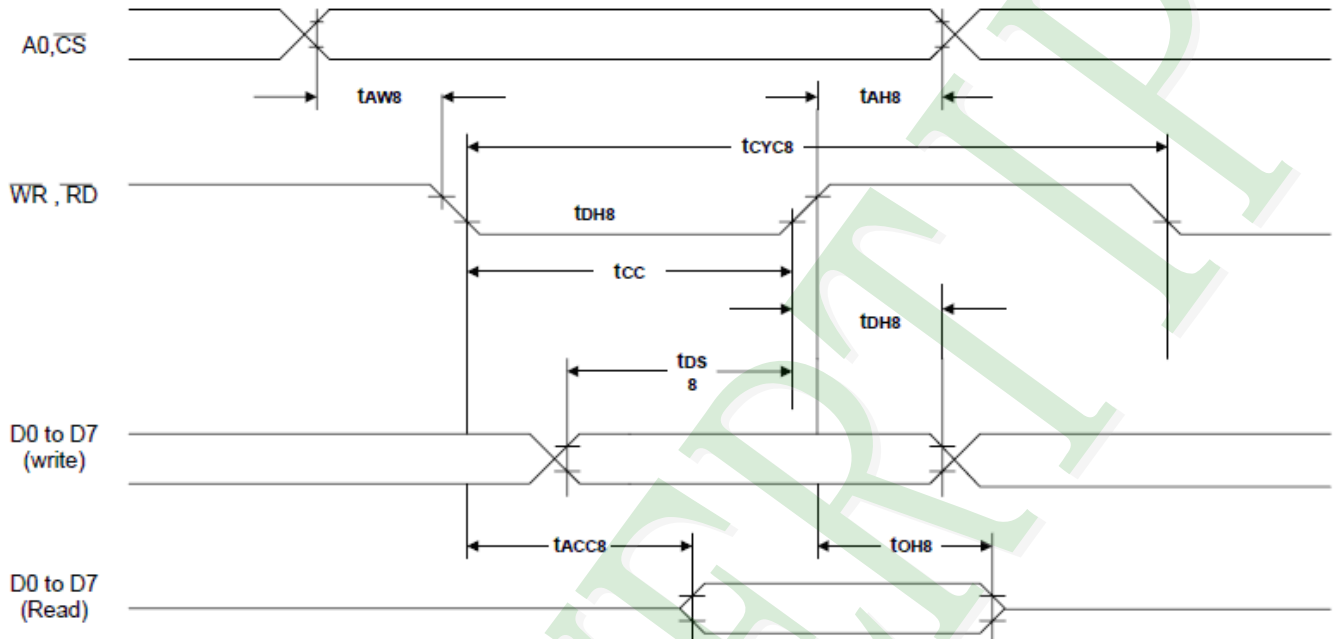 A0,CS
tAW8
tAH8
tCYC8
WR , RD
tDH8
tCC
tDH8
tDS
8
D0 to D7
(write)
tACC8
tOH8
D0 to D7
(Read)